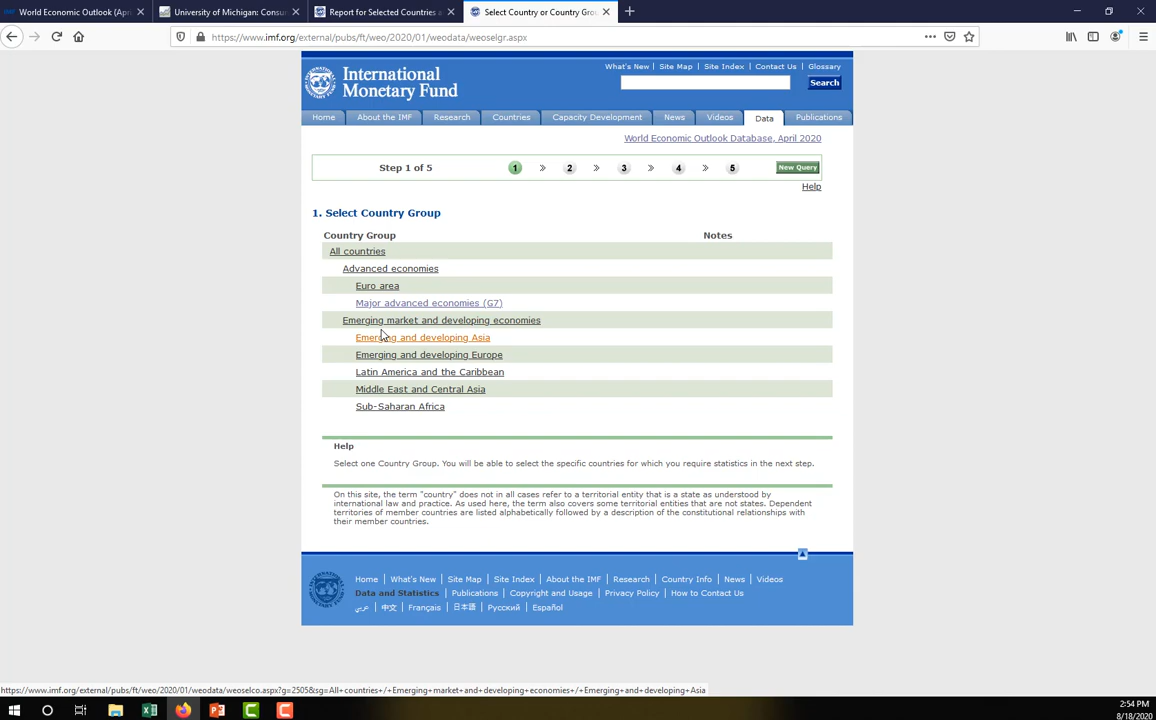 World Economic Outlook (Apri
University of Michigan: Consu
Report for Selected Countries a
Select Country or Country Grou
https://www.imf.org/external/pubs/ft/weo/2020/01/weodata/weoselgr.aspx
What's New | Site Map | Site Index | Contact Us | Glossary
International
Monetary Fund
Search
Home
About the IMF
Research
Countries
Capacity Development
News
Videos
Data
Publications
World Economic Outlook Database, April 2020
Step 1 of 5
1 » 2 » 3 » 4 » 5
New Query
Help
1. Select Country Group
Country Group
Notes
All countries
Advanced economies
Euro area
Major advanced economies (G7)
Emerging market and developing economies
Emerging and developing Asia
Emerging and developing Europe
Latin America and the Caribbean
Middle East and Central Asia
Sub-Saharan Africa
Help
Select one Country Group. You will be able to select the specific countries for which you require statistics in the next step.
On this site, the term "country" does not in all cases refer to a territorial entity that is a state as understood by
international law and practice. As used here, the term also covers some territorial entities that are not states. Dependent
territories of member countries are listed alphabetically followed by a description of the constitutional relationships with
their member countries.
Home | What's New | Site Map | Site Index | About the IMF | Research | Country Info | News | Videos
Data and Statistics | Publications | Copyright and Usage | Privacy Policy | How to Contact Us
عربي | 中文 | Français | 日本語 | Русский | Español
https://www.imf.org/external/pubs/ft/weo/2020/01/weodata/weoselco.aspx?g=2505&sg=All+countries+/+Emerging+market+and+developing+economies+/+Emerging+and+developing+Asia
2:54 PM
8/18/2020